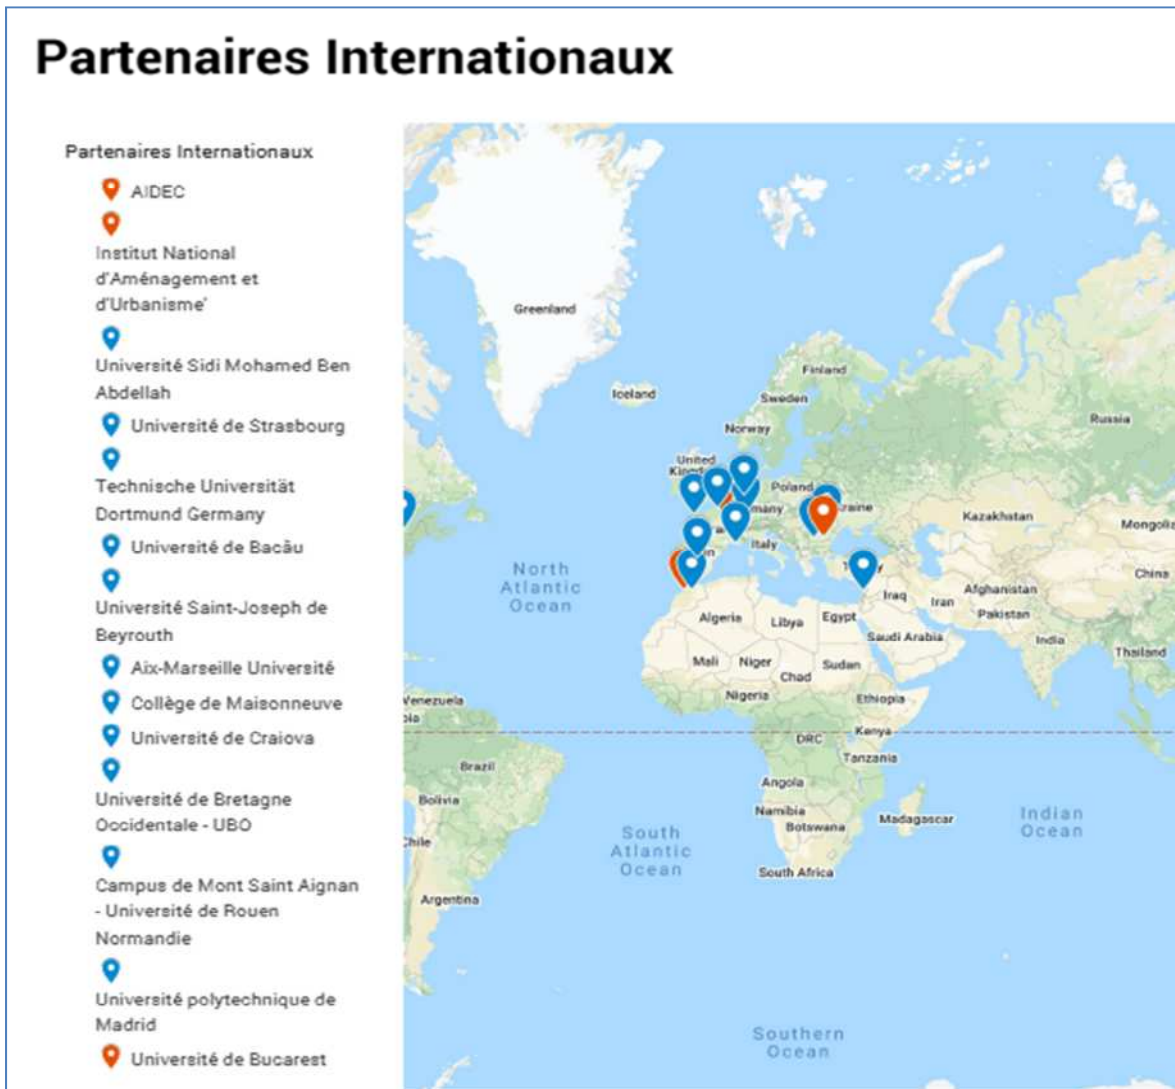 Partenaires Internationaux
Partenaires Internationaux
AIDEC
Institut National
d'Aménagement et
d'Urbanisme'
Université Sidi Mohamed Ben
Abdellah
Université de Strasbourg
Technische Universität
Dortmund Germany
Université de Bacău
Université Saint-Joseph de
Beyrouth
Aix-Marseille Université
Collège de Maisonneuve
Université de Craiova
Université de Bretagne
Occidentale - UBO
Campus de Mont Saint Aignan
- Université de Rouen
Normandie
Université polytechnique de
Madrid
Université de Bucarest
Greenland
Iceland
Finland
Sweden
Norway
Russia
United
Poland
Kazakhstan
Mongolia
Italy
North
Atlantic
Ocean
China
Afghanistan
Iraq
Iran
Pakistan
Algeria
Libya
Egypt
Saudi Arabia
India
Thailand
Mali
Niger
Chad
Sudan
Nigeria
Ethiopia
Venezuela
DRC
Kenya
Tanzania
Brazil
Angola
Bolivia
Namibia
Botswana
Madagascar
Indian
Ocean
South
Atlantic
Ocean
Chile
South Africa
Argentina
Southern
Ocean